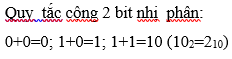 Quy tắc cộng 2 bit nhị phân:
0+0=0; 1+0=1; 1+1=10 (10₂=2₁₀)